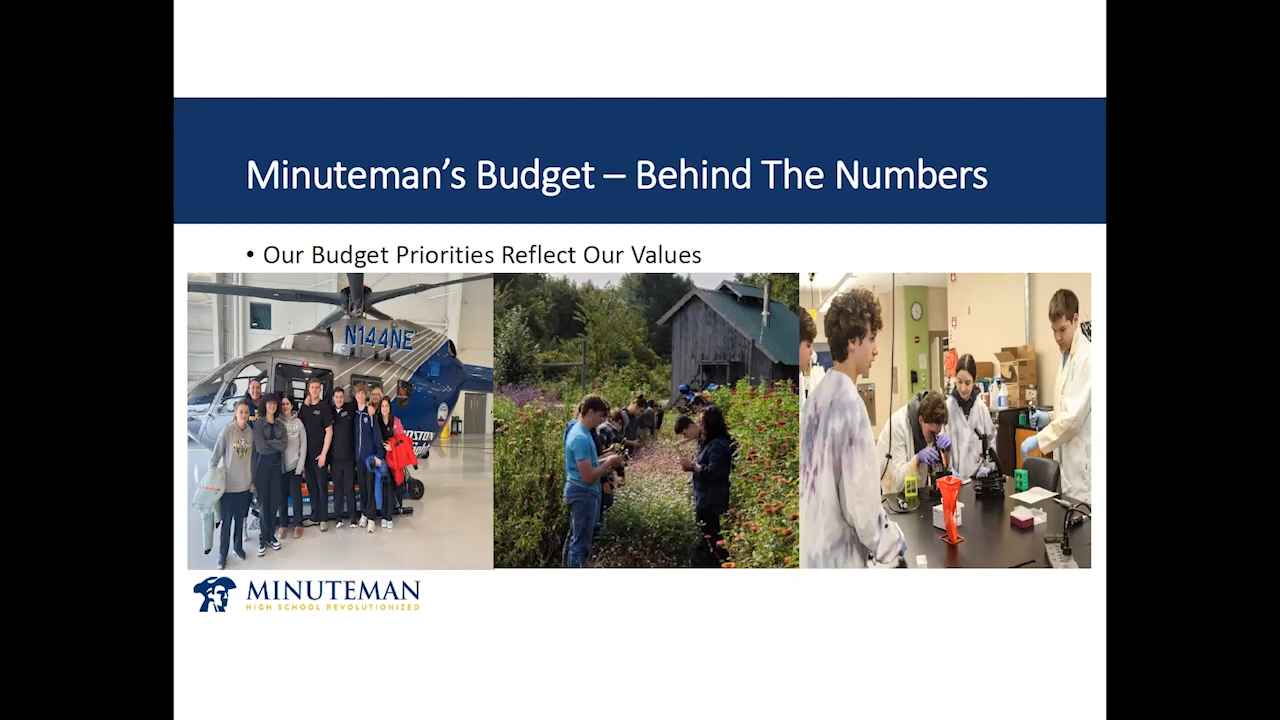 Minuteman’s Budget – Behind The Numbers
• Our Budget Priorities Reflect Our Values
N144NE
MINUTEMAN
HIGH SCHOOL REVOLUTIONIZED